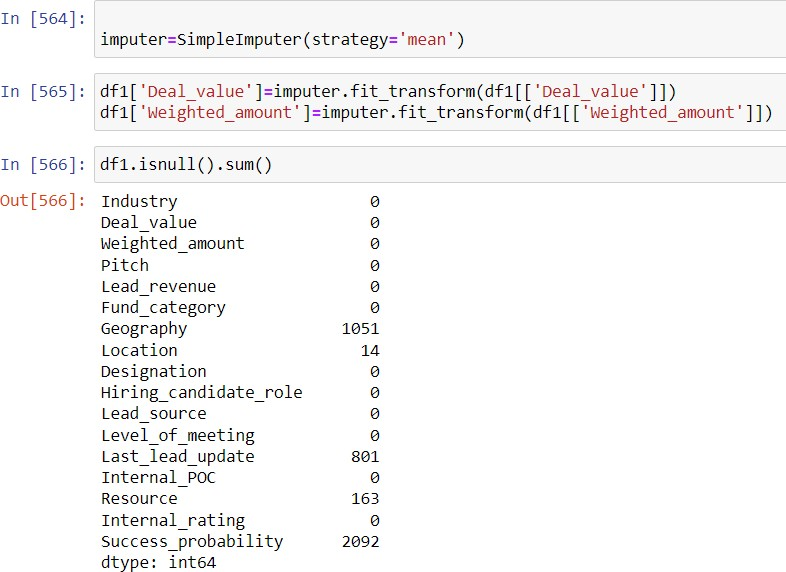 In [564]:
imputer=SimpleImputer(strategy='mean')
In [565]: df1['Deal_value']=imputer.fit_transform(df1[['Deal_value']])
df1['Weighted_amount']=imputer.fit_transform(df1[['Weighted_amount']])
In [566]: df1.isnull().sum()
Out[566]: Industry 0
Deal_value 0
Weighted_amount 0
Pitch 0
Lead_revenue 0
Fund_category 0
Geography 1051
Location 14
Designation 0
Hiring_candidate_role 0
Lead_source 0
Level_of_meeting 0
Last_lead_update 801
Internal_POC 0
Resource 163
Internal_rating 0
Success_probability 2092
dtype: int64